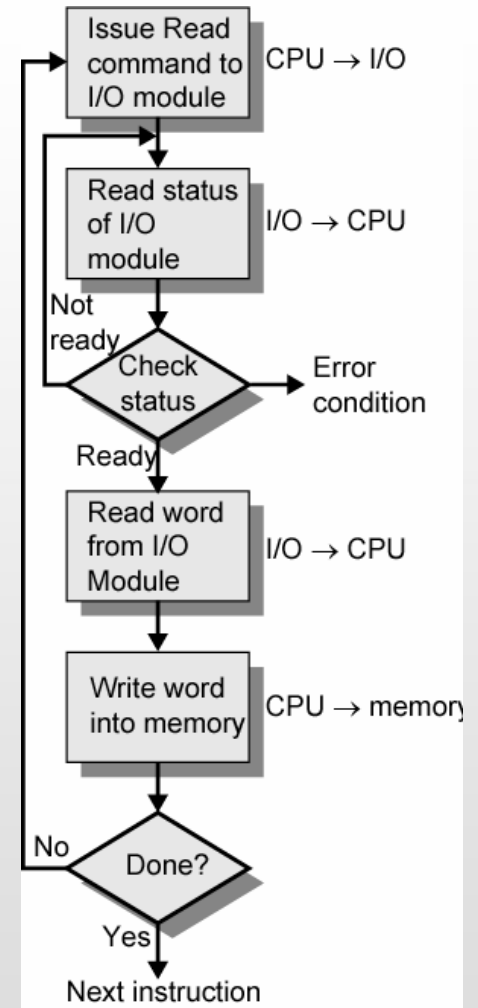 Issue Read
command to
I/O module
CPU → I/O
Read status
of I/O
module
I/O → CPU
Not
ready
Check
status
Error
condition
Ready
Read word
from I/O
Module
I/O → CPU
Write word
into memory
CPU → memory
No
Done?
Yes
Next instruction